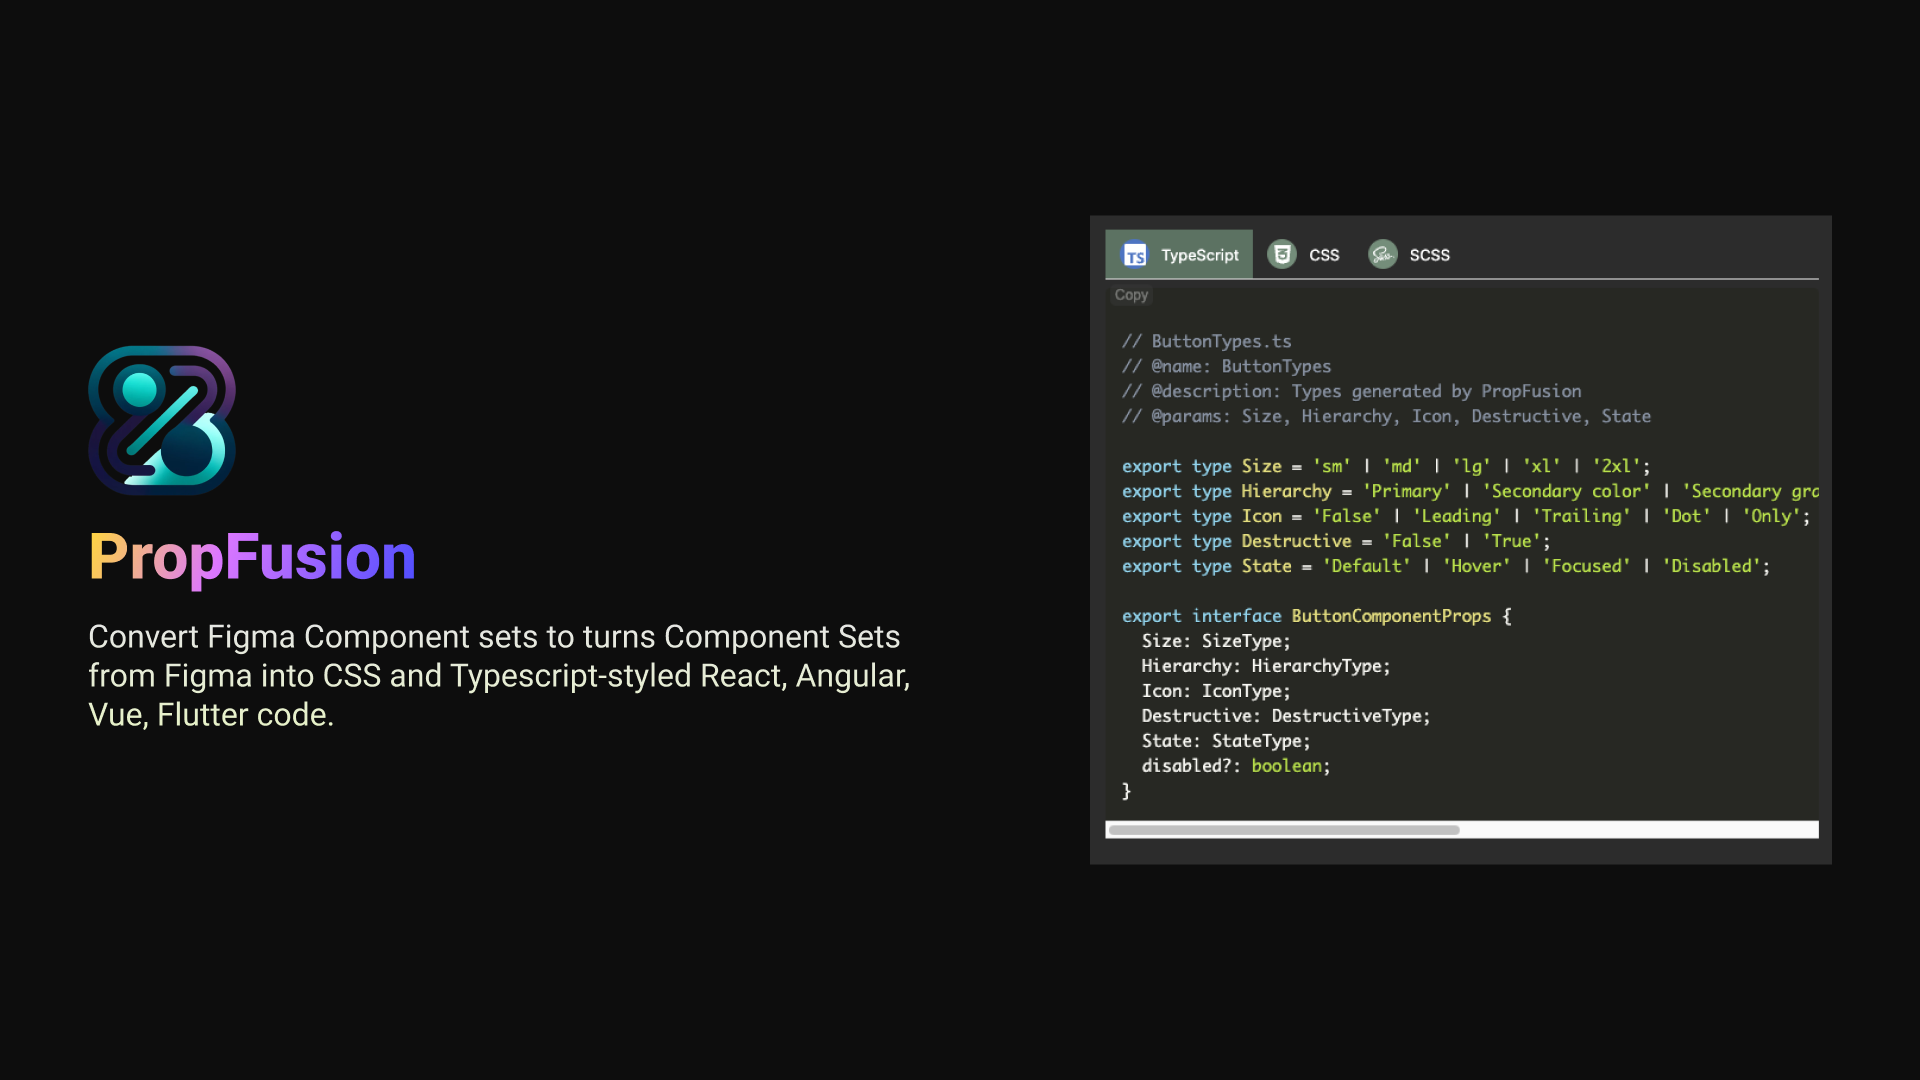 PropFusion
Convert Figma Component sets to turns Component Sets
from Figma into CSS and Typescript-styled React, Angular,
Vue, Flutter code.
TS TypeScript CSS SCSS
Copy
// ButtonTypes.ts
// @name: ButtonTypes
// @description: Types generated by PropFusion
// @params: Size, Hierarchy, Icon, Destructive, State
export type Size = 'sm' | 'md' | 'lg' | 'xl' | '2xl';
export type Hierarchy = 'Primary' | 'Secondary color' | 'Secondary gra
export type Icon = 'False' | 'Leading' | 'Trailing' | 'Dot' | 'Only';
export type Destructive = 'False' | 'True';
export type State = 'Default' | 'Hover' | 'Focused' | 'Disabled';
export interface ButtonComponentProps {
  Size: SizeType;
  Hierarchy: HierarchyType;
  Icon: IconType;
  Destructive: DestructiveType;
  State: StateType;
  disabled?: boolean;
}